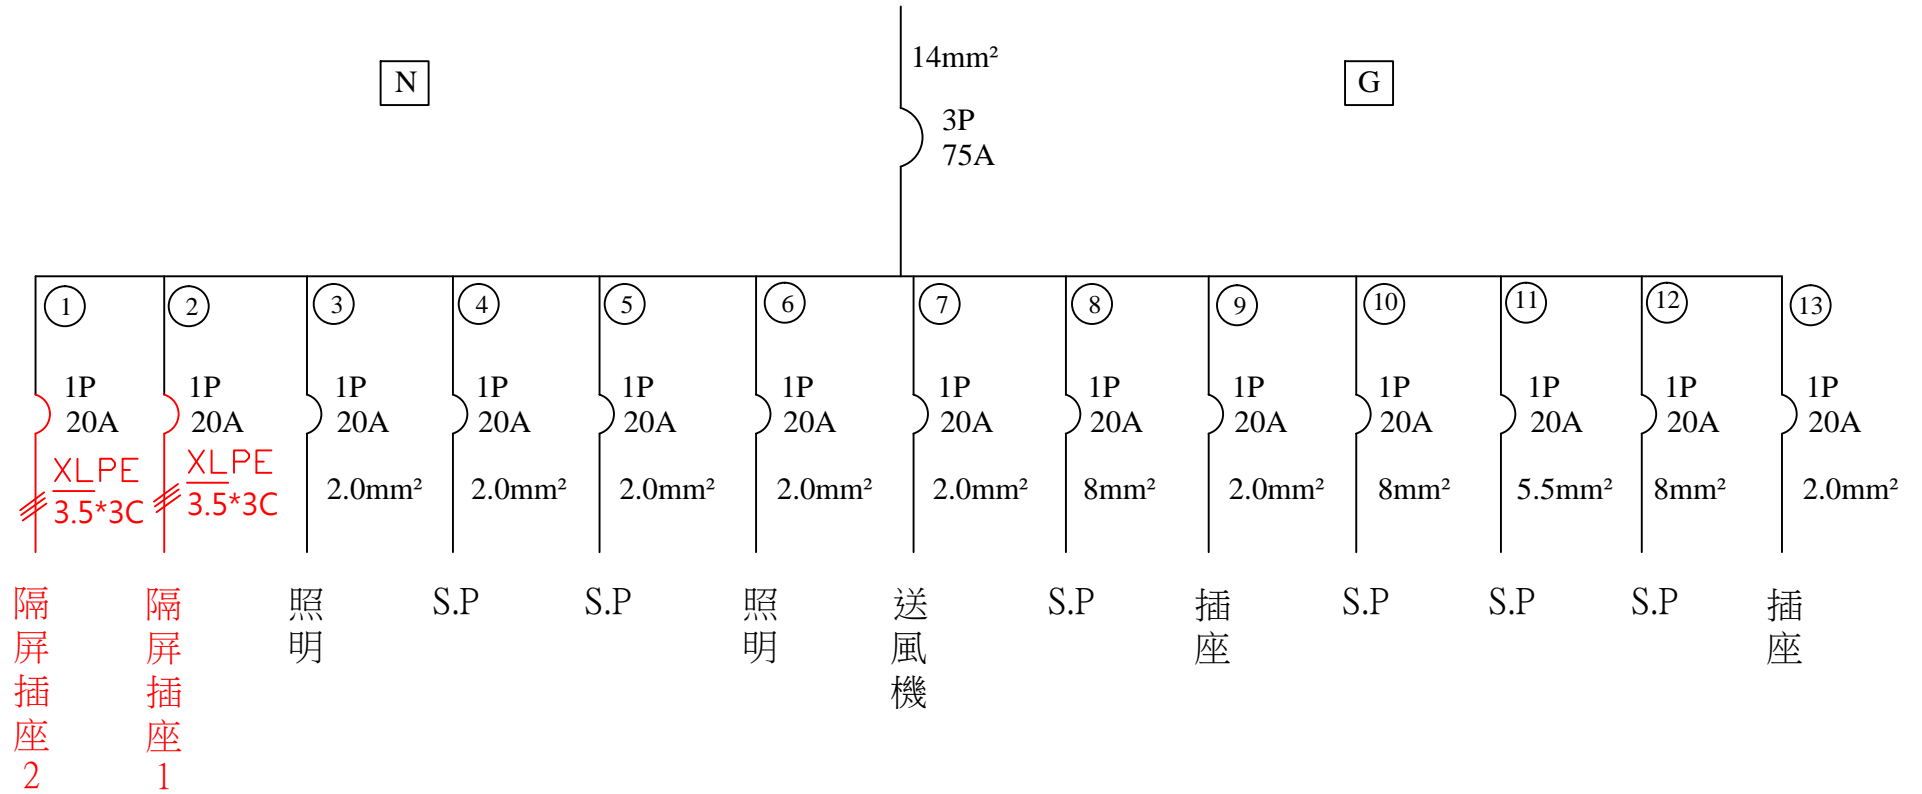 N
14mm²
G
3P
75A
1
2
3
4
5
6
7
8
9
10
11
12
13
1P
20A
XLPE
3.5*3C
1P
20A
XLPE
3.5*3C
1P
20A
2.0mm²
1P
20A
2.0mm²
1P
20A
2.0mm²
1P
20A
2.0mm²
1P
20A
2.0mm²
1P
20A
8mm²
1P
20A
2.0mm²
1P
20A
8mm²
1P
20A
5.5mm²
1P
20A
8mm²
1P
20A
2.0mm²
隔屏插座2
隔屏插座1
照明
S.P
S.P
照明
送風機
S.P
插座
S.P
S.P
S.P
插座